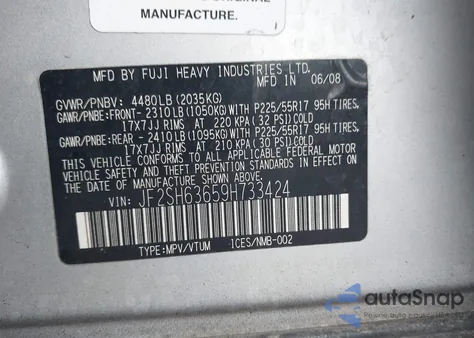 MANUFACTURER.
MFD BY FUJI HEAVY INDUSTRIES LTD.
MFD IN 06/08
GVWR/PNBV: 4480LB(2035KG)
GAWR/PNBE:FRONT- 2310LB(1050KG)WITH P225/55R17 95H TIRES,
17X7JJ RIMS AT 220 KPA (32 PSI)COLD
GAWR/PNBE:REAR - 2410LB(1095KG)WITH P225/55R17 95H TIRES,
17X7JJ RIMS AT 210 KPA (30 PSI)COLD
THIS VEHICLE CONFORMS TO ALL APPLICABLE FEDERAL MOTOR
VEHICLE SAFETY, BUMPER, AND THEFT PREVENTION STANDARDS IN EFFECT
ON THE DATE OF MANUFACTURE SHOWN ABOVE.
VIN: JF2SH63659H733424
TYPE:MPV/VTUM ICES/NMB-002
autoSnap